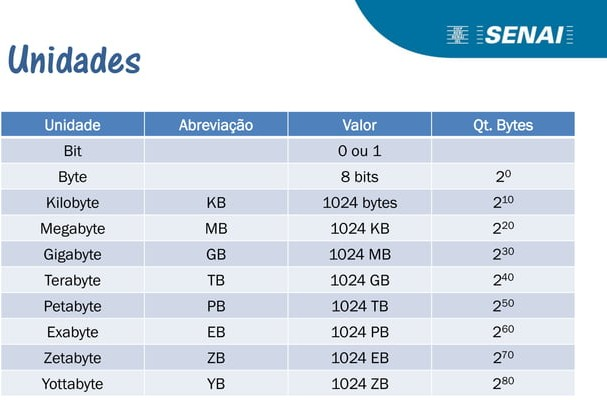 SENAI
Unidades
Unidade Abreviação Valor Qt. Bytes
Bit 0 ou 1
Byte 8 bits 2⁰
Kilobyte KB 1024 bytes 2¹⁰
Megabyte MB 1024 KB 2²⁰
Gigabyte GB 1024 MB 2³⁰
Terabyte TB 1024 GB 2⁴⁰
Petabyte PB 1024 TB 2⁵⁰
Exabyte EB 1024 PB 2⁶⁰
Zetabyte ZB 1024 EB 2⁷⁰
Yottabyte YB 1024 ZB 2⁸⁰